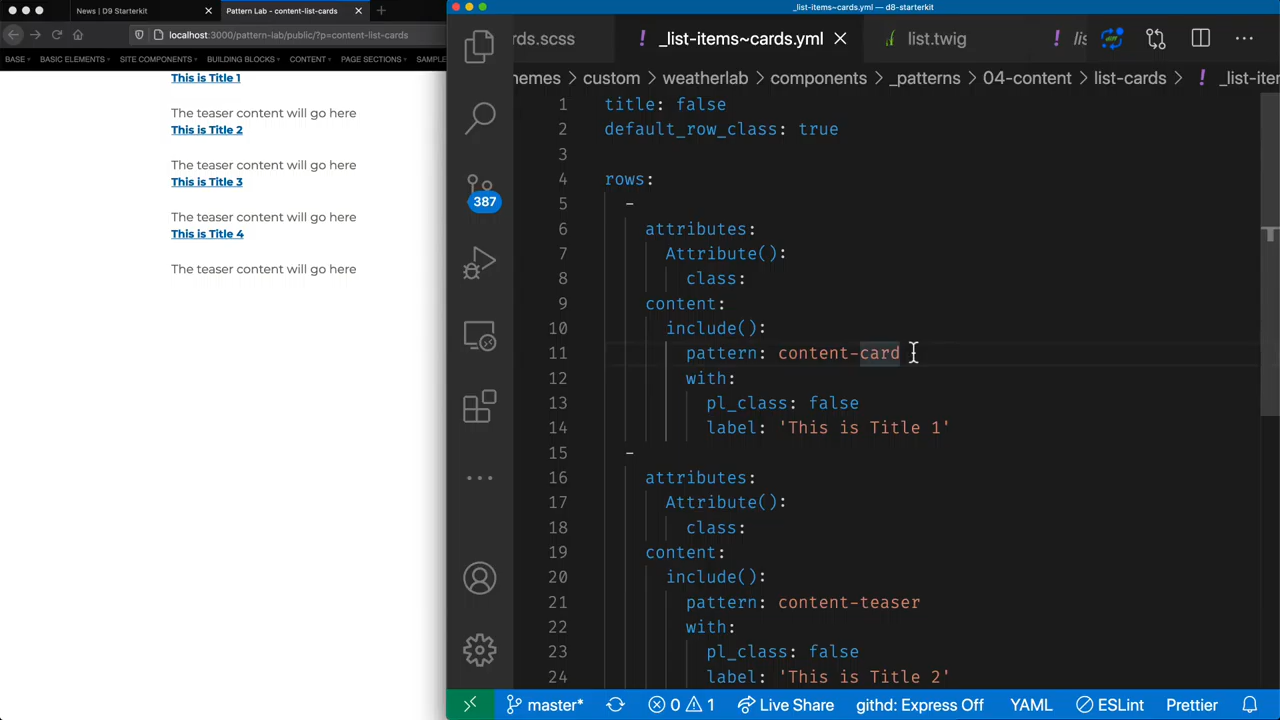 News | D9 Starterkit
Pattern Lab - content-list-cards
localhost:3000/pattern-lab/public/?p=content-list-cards
BASE
BASIC ELEMENTS
SITE COMPONENTS
BUILDING BLOCKS
CONTENT
PAGE SECTIONS
SAMPLE
This is Title 1
The teaser content will go here
This is Title 2
The teaser content will go here
This is Title 3
The teaser content will go here
This is Title 4
The teaser content will go here
_list-items~cards.yml — d8-starterkit
rds.scss
! _list-items~cards.yml
list.twig
! lis
hemes > custom > weatherlab > components > _patterns > 04-content > list-cards > ! _list-item
387
1 title: false
2 default_row_class: true
3
4 rows:
5 -
6 attributes:
7 Attribute():
8 class:
9 content:
10 include():
11 pattern: content-card
12 with:
13 pl_class: false
14 label: 'This is Title 1'
15 -
16 attributes:
17 Attribute():
18 class:
19 content:
20 include():
21 pattern: content-teaser
22 with:
23 pl_class: false
24 label: 'This is Title 2'
master* 0 1 Live Share githd: Express Off YAML ESLint Prettier